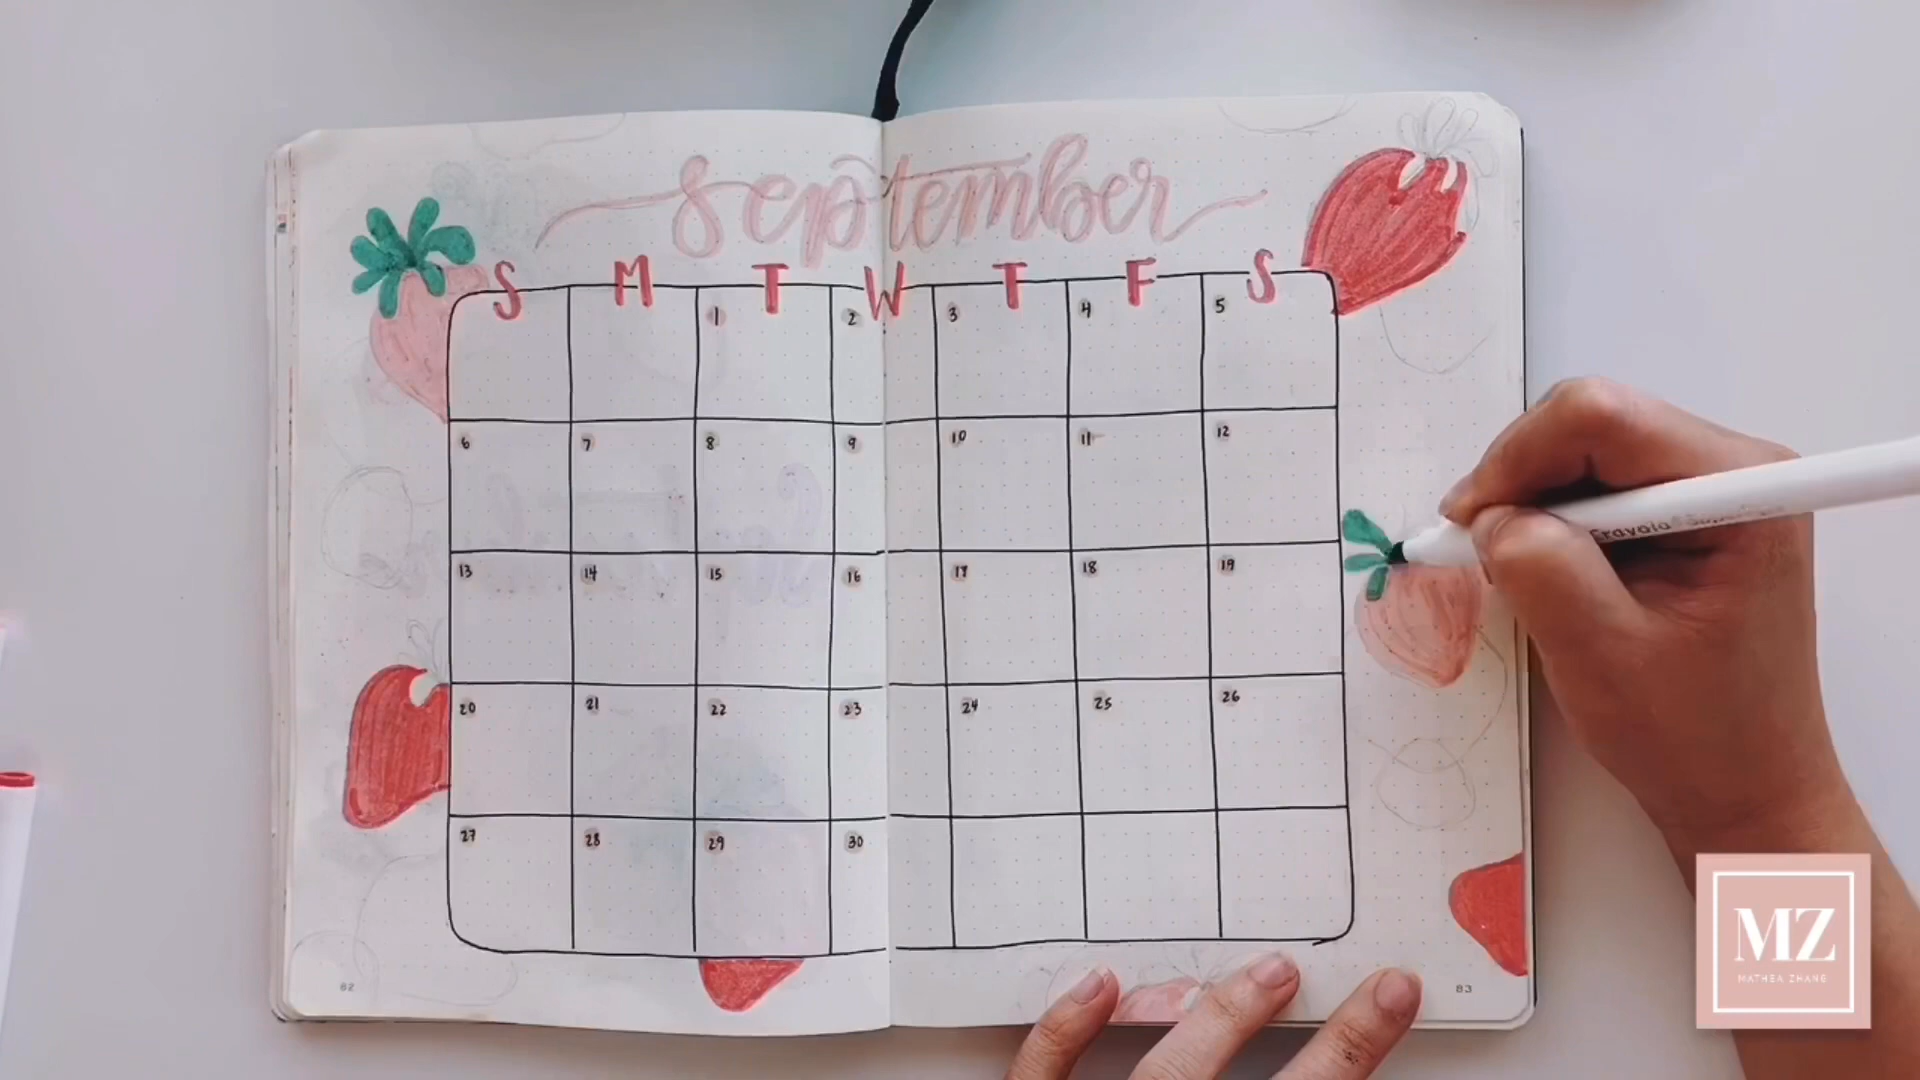 september
S M T W T F S
1 2 3 4 5
6 7 8 9 10 11 12
13 14 15 16 17 18 19
20 21 22 23 24 25 26
27 28 29 30
Crayola
82
83
MZ
MATHEA ZHANG